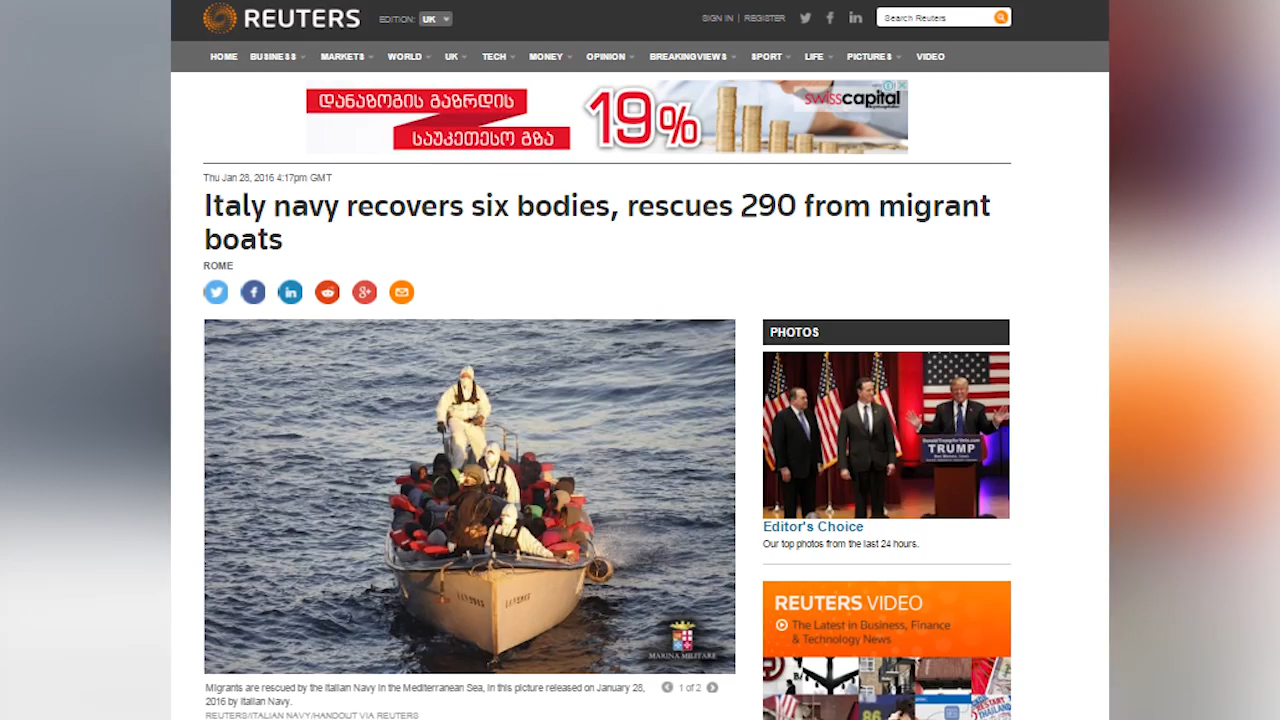 REUTERS
EDITION: UK
SIGN IN | REGISTER
Search Reuters
HOME BUSINESS MARKETS WORLD UK TECH MONEY OPINION BREAKINGVIEWS SPORT LIFE PICTURES VIDEO
ᲓᲐᲜᲐᲖᲝᲒᲘᲡ ᲒᲐᲖᲠᲓᲘᲡ
ᲡᲐᲣᲙᲔᲗᲔᲡᲝ ᲒᲖᲐ
19%
swisscapital
Thu Jan 28, 2016 4:17pm GMT
Italy navy recovers six bodies, rescues 290 from migrant
boats
ROME
PHOTOS
TRUMP
Editor's Choice
Our top photos from the last 24 hours.
REUTERS VIDEO
The Latest in Business, Finance
& Technology News
MARINA MILITARE
Migrants are rescued by the Italian Navy in the Mediterranean Sea, in this picture released on January 28,
2016 by Italian Navy.
1 of 2
REUTERS/ITALIAN NAVY/HANDOUT VIA REUTERS
86
RESTART
THAILAND